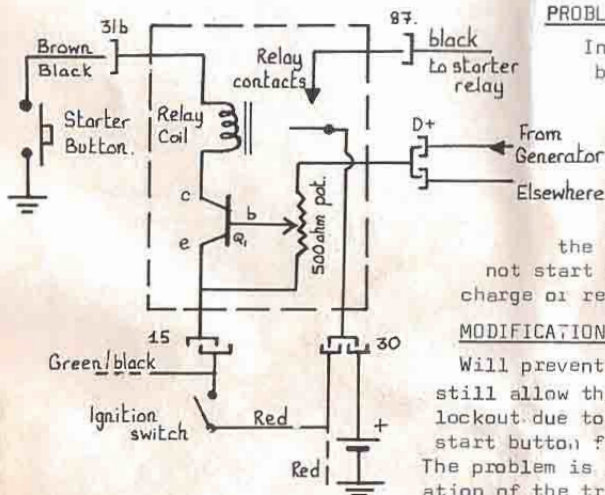 31b
Brown
Black
Starter
Button.
Relay
Coil
Relay
contacts
87.
black
to starter
relay
D+
From
Generator
Elsewhere
c
b
e
Q1
500 ohm pot.
15
30
Green/black
Ignition
switch
Red
Red
+
PROBL
In
b
the
not start
charge or re
MODIFICATION
Will prevent
still allow th
lockout due to
start button f
The problem is
ation of the tr